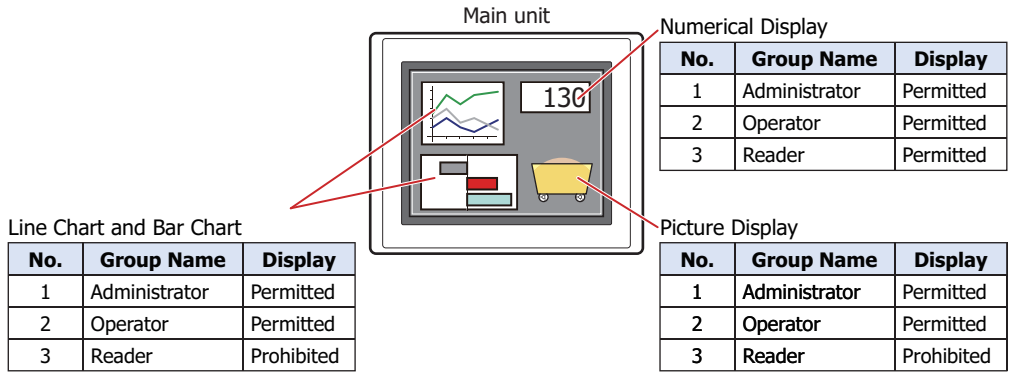 Main unit
130
Numerical Display
No. Group Name Display
1 Administrator Permitted
2 Operator Permitted
3 Reader Permitted
Line Chart and Bar Chart
No. Group Name Display
1 Administrator Permitted
2 Operator Permitted
3 Reader Prohibited
Picture Display
No. Group Name Display
1 Administrator Permitted
2 Operator Permitted
3 Reader Prohibited